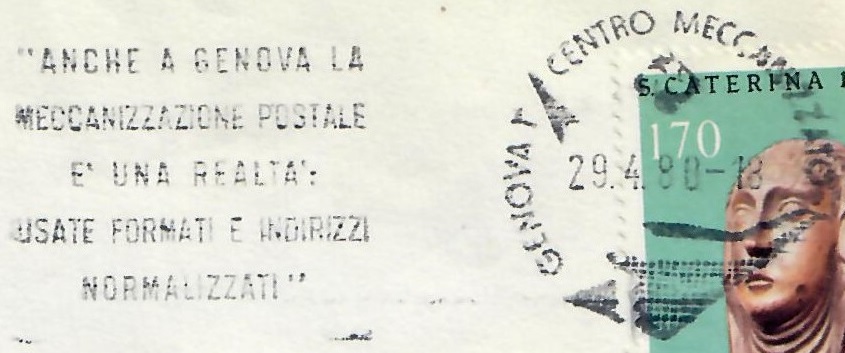 "ANCHE A GENOVA LA
MECCANIZZAZIONE POSTALE
E' UNA REALTA':
USATE FORMATI E INDIRIZZI
NORMALIZZATI"
GENOVA
CENTRO
29.4.80-18
S. CATERINA
170